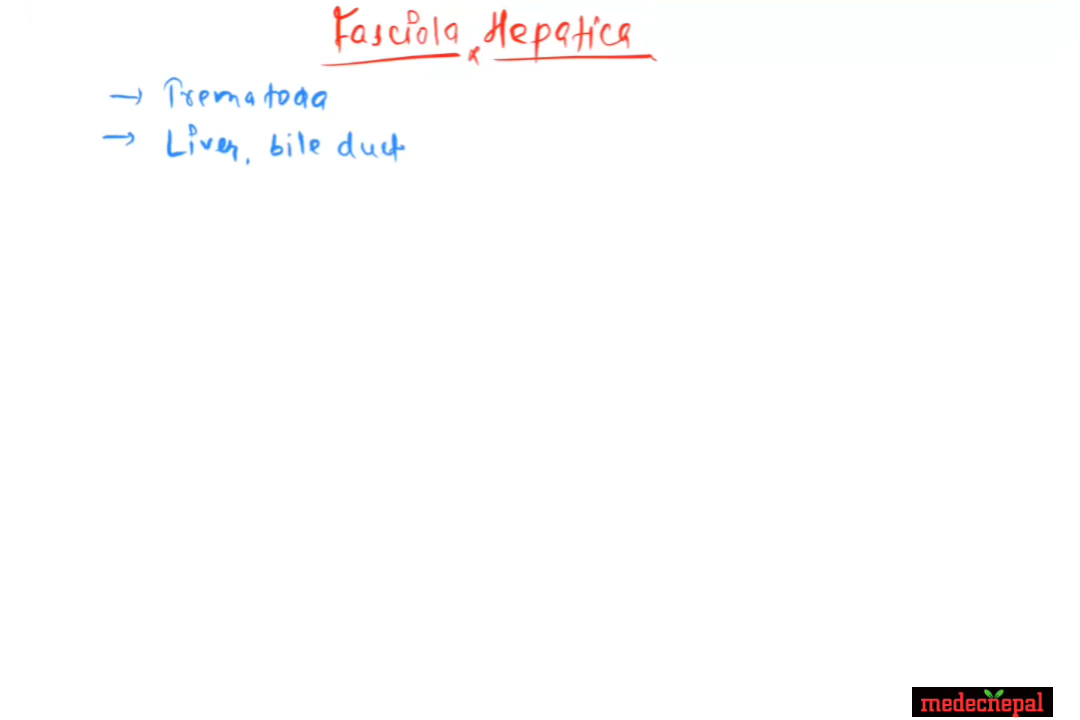 Fasciola Hepatica
→ Trematoda
→ Liver, bile duct
medecnepal